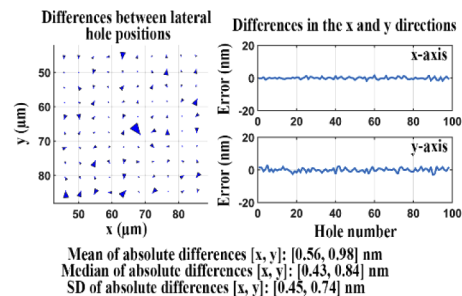 Differences between lateral
hole positions
50
60
70
80
y (μm)
50 60 70 80
x (μm)
Differences in the x and y directions
x-axis
20
0
-20
Error (nm)
0 20 40 60 80 100
y-axis
20
0
-20
Error (nm)
0 20 40 60 80 100
Hole number
Mean of absolute differences [x, y]: [0.56, 0.98] nm
Median of absolute differences [x, y]: [0.43, 0.84] nm
SD of absolute differences [x, y]: [0.45, 0.74] nm